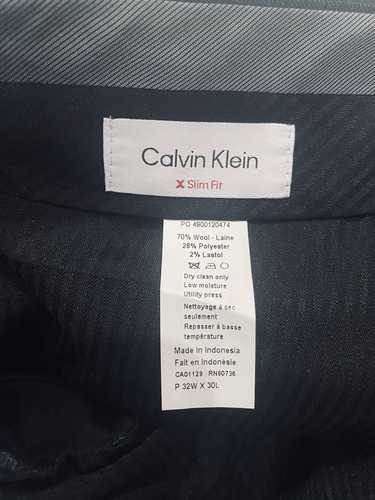 Calvin Klein
X Slim Fit
PO 4900120474
70% Wool - Laine
28% Polyester
2% Lastol
Dry clean only
Low moisture
Utility press
Nettoyage à sec
seulement
Repasser à basse
température
Made in Indonesia
Fait en Indonésie
CA01129 RN90736
P 32W X 30L